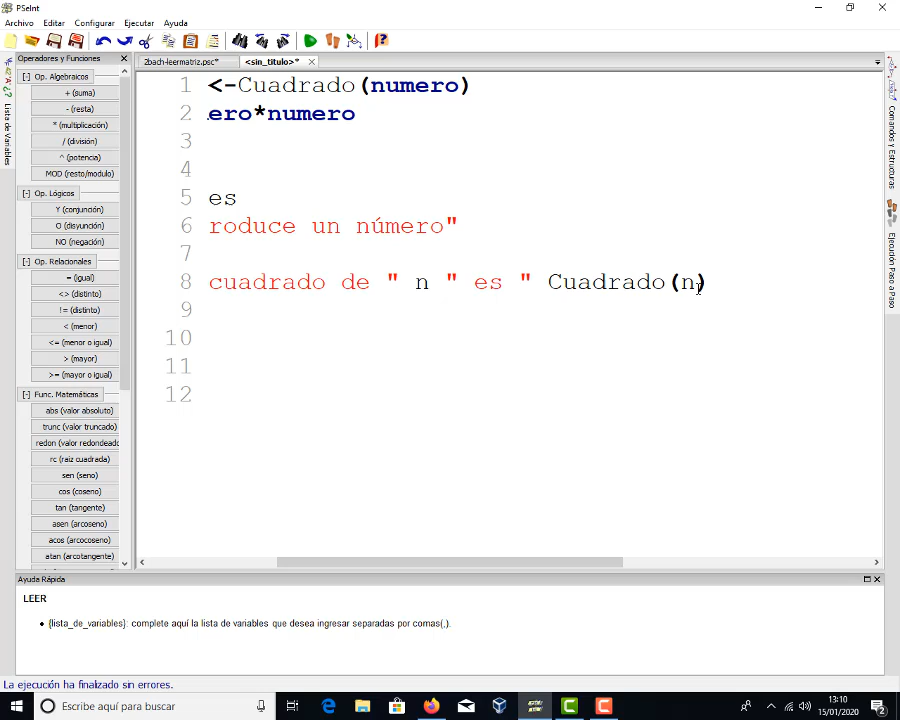 PSeInt
Archivo Editar Configurar Ejecutar Ayuda
Operadores y Funciones
2bach-leermatriz.psc* <sin_titulo>*
Lista de Variables
[-] Op. Algebraicos
+ (suma)
- (resta)
* (multiplicación)
/ (división)
^ (potencia)
MOD (resto/modulo)
[-] Op. Lógicos
Y (conjunción)
O (disyunción)
NO (negación)
[-] Op. Relacionales
= (igual)
<> (distinto)
!= (distinto)
< (menor)
<= (menor o igual)
> (mayor)
>= (mayor o igual)
[-] Func. Matemáticas
abs (valor absoluto)
trunc (valor truncado)
redon (valor redondeado
rc (raiz cuadrada)
sen (seno)
cos (coseno)
tan (tangente)
asen (arcoseno)
acos (arcocoseno)
atan (arcotangente)
1 <-Cuadrado(numero)
2 ero*numero
3
4
5 es
6 roduce un número"
7
8 cuadrado de " n " es " Cuadrado(n)
9
10
11
12
Comandos y Estructuras
Ejecución Paso a Paso
Ayuda Rápida
LEER
• {lista_de_variables}: complete aquí la lista de variables que desea ingresar separadas por comas(,).
La ejecución ha finalizado sin errores.
Escribe aquí para buscar
13:10
15/01/2020
2